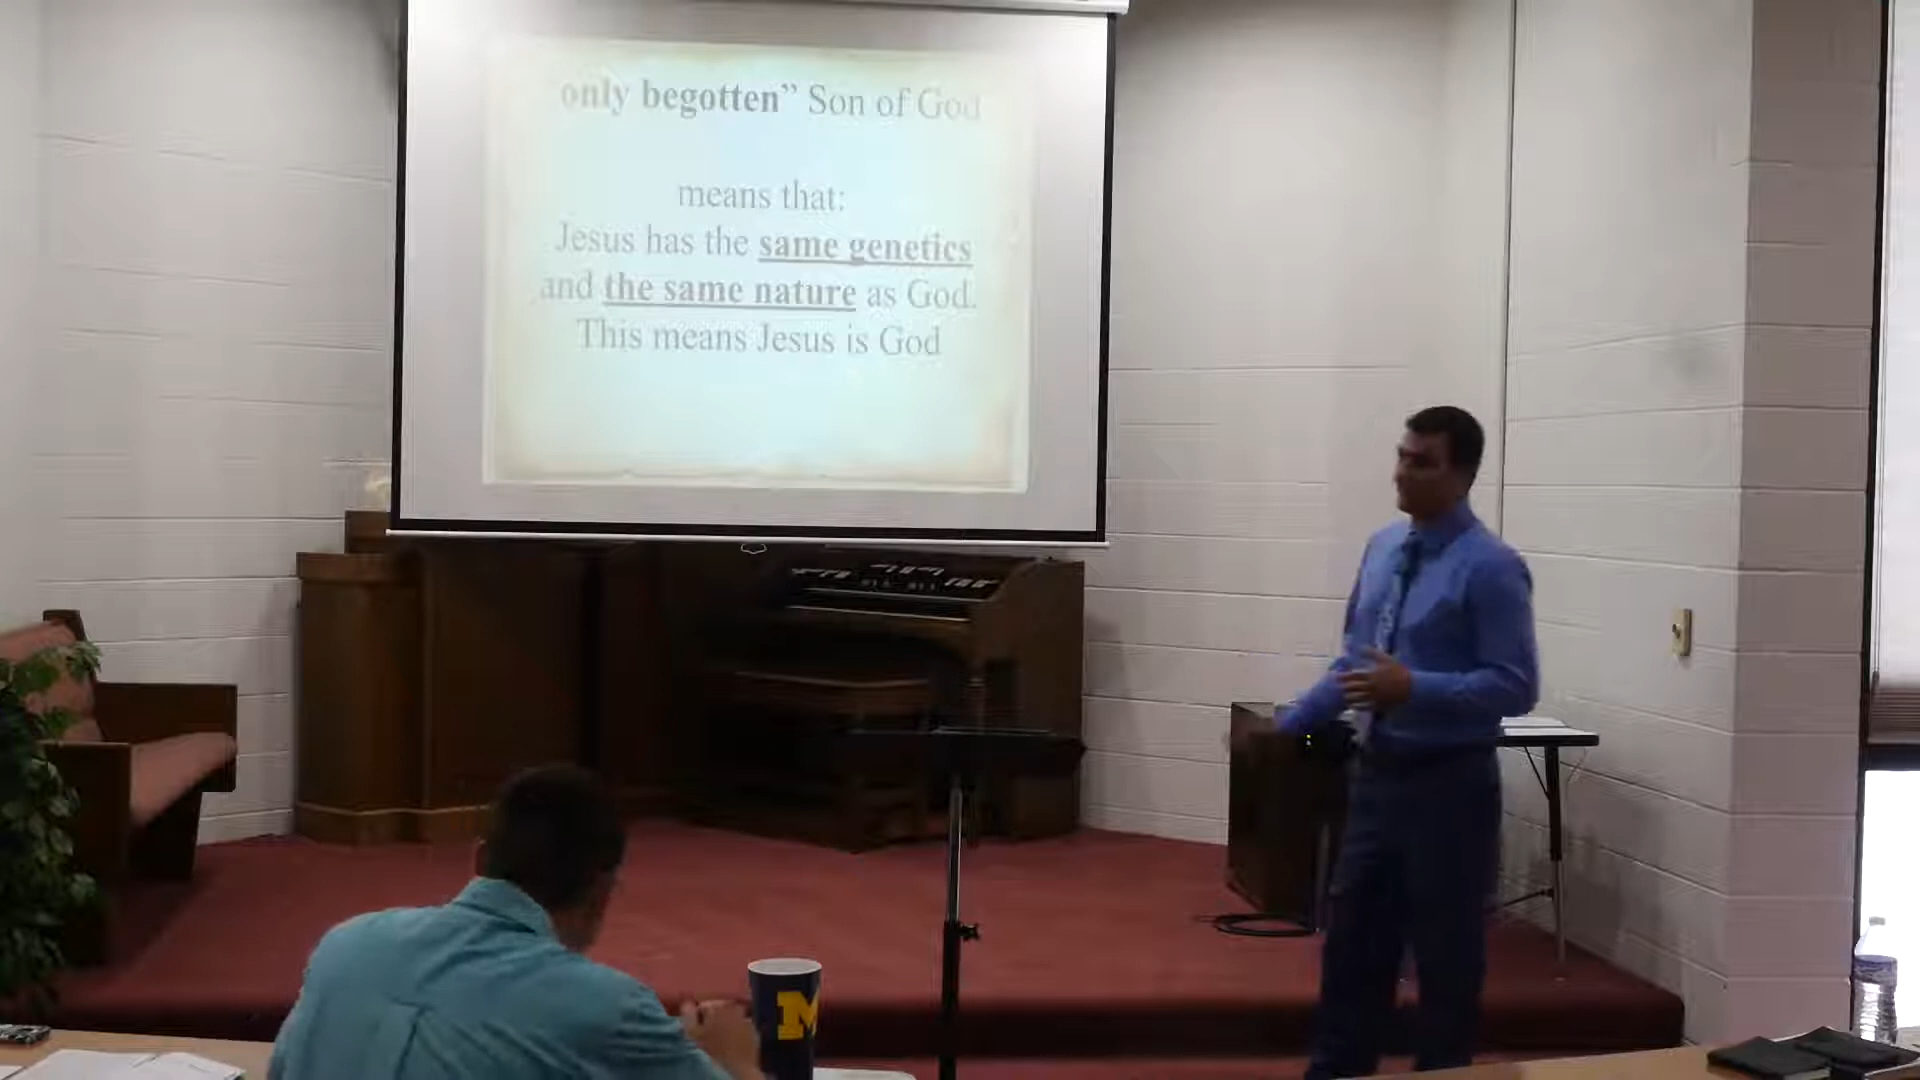 only begotten” Son of God
means that:
Jesus has the same genetics
and the same nature as God.
This means Jesus is God
M